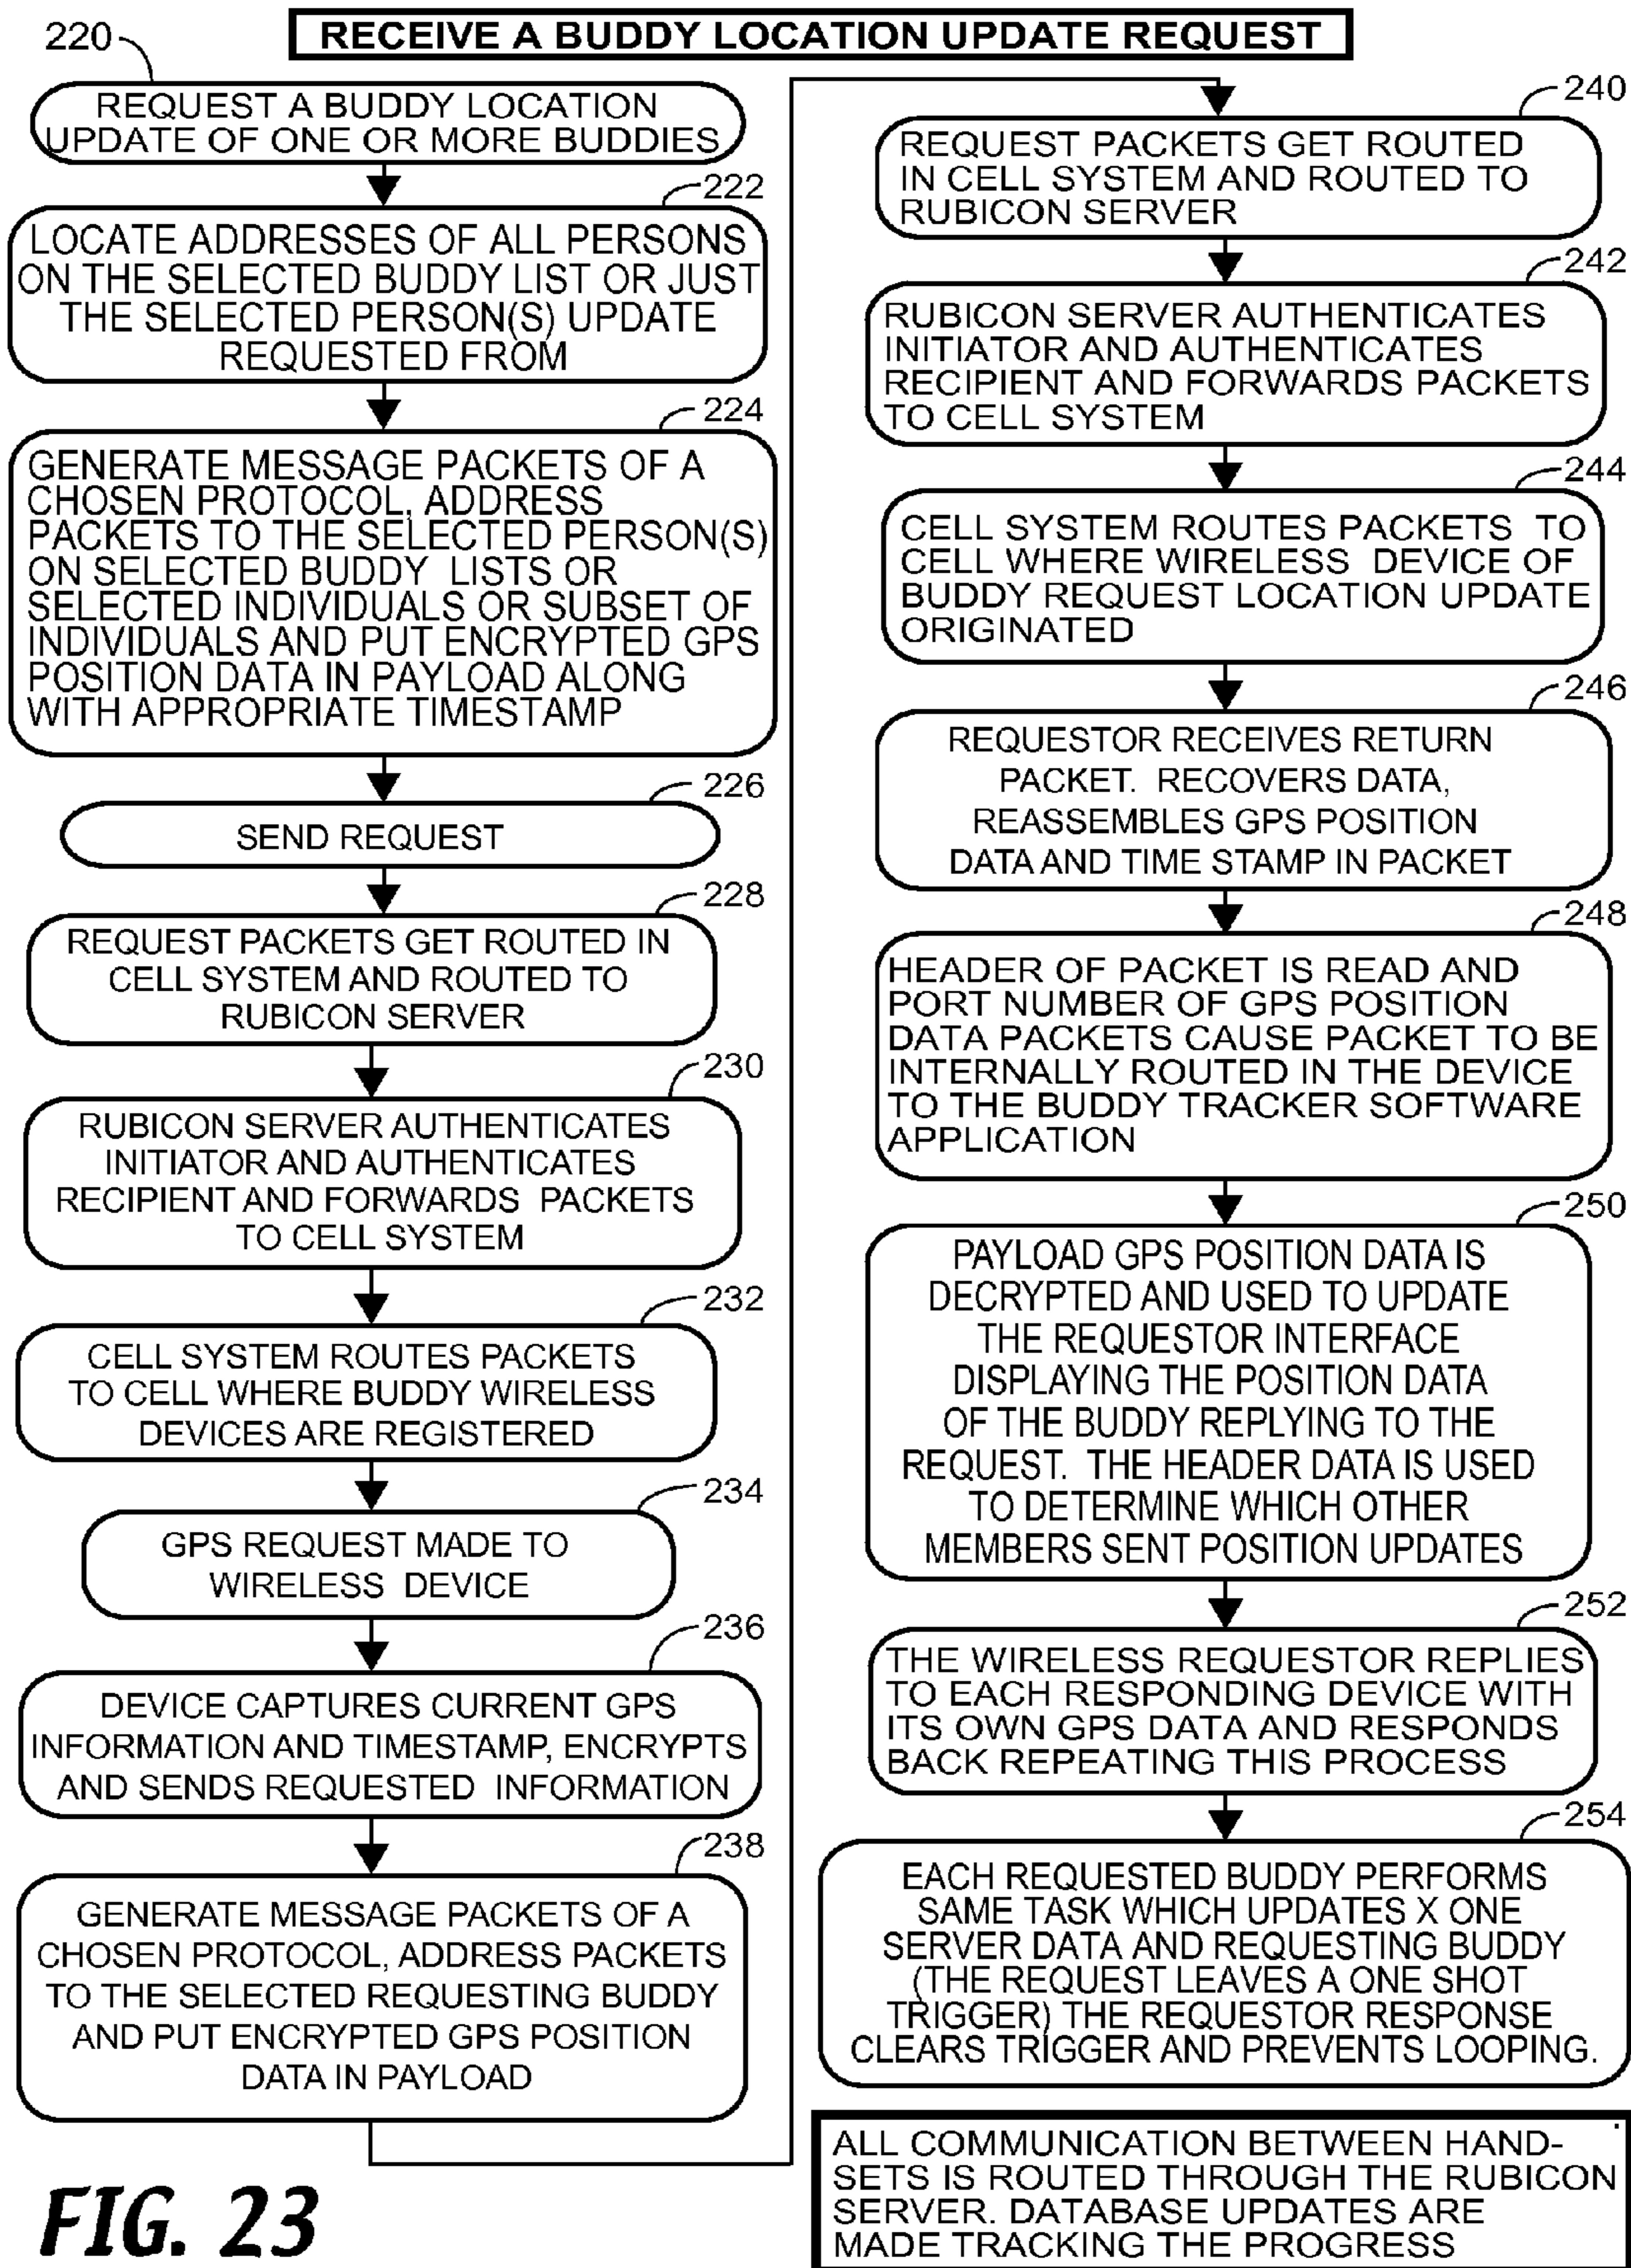 RECEIVE A BUDDY LOCATION UPDATE REQUEST
220
REQUEST A BUDDY LOCATION
UPDATE OF ONE OR MORE BUDDIES
222
LOCATE ADDRESSES OF ALL PERSONS
ON THE SELECTED BUDDY LIST OR JUST
THE SELECTED PERSON(S) UPDATE
REQUESTED FROM
224
GENERATE MESSAGE PACKETS OF A
CHOSEN PROTOCOL, ADDRESS
PACKETS TO THE SELECTED PERSON(S)
ON SELECTED BUDDY LISTS OR
SELECTED INDIVIDUALS OR SUBSET OF
INDIVIDUALS AND PUT ENCRYPTED GPS
POSITION DATA IN PAYLOAD ALONG
WITH APPROPRIATE TIMESTAMP
226
SEND REQUEST
228
REQUEST PACKETS GET ROUTED IN
CELL SYSTEM AND ROUTED TO
RUBICON SERVER
230
RUBICON SERVER AUTHENTICATES
INITIATOR AND AUTHENTICATES
RECIPIENT AND FORWARDS PACKETS
TO CELL SYSTEM
232
CELL SYSTEM ROUTES PACKETS
TO CELL WHERE BUDDY WIRELESS
DEVICES ARE REGISTERED
234
GPS REQUEST MADE TO
WIRELESS DEVICE
236
DEVICE CAPTURES CURRENT GPS
INFORMATION AND TIMESTAMP, ENCRYPTS
AND SENDS REQUESTED INFORMATION
238
GENERATE MESSAGE PACKETS OF A
CHOSEN PROTOCOL, ADDRESS PACKETS
TO THE SELECTED REQUESTING BUDDY
AND PUT ENCRYPTED GPS POSITION
DATA IN PAYLOAD
240
REQUEST PACKETS GET ROUTED
IN CELL SYSTEM AND ROUTED TO
RUBICON SERVER
242
RUBICON SERVER AUTHENTICATES
INITIATOR AND AUTHENTICATES
RECIPIENT AND FORWARDS PACKETS
TO CELL SYSTEM
244
CELL SYSTEM ROUTES PACKETS TO
CELL WHERE WIRELESS DEVICE OF
BUDDY REQUEST LOCATION UPDATE
ORIGINATED
246
REQUESTOR RECEIVES RETURN
PACKET. RECOVERS DATA,
REASSEMBLES GPS POSITION
DATA AND TIME STAMP IN PACKET
248
HEADER OF PACKET IS READ AND
PORT NUMBER OF GPS POSITION
DATA PACKETS CAUSE PACKET TO BE
INTERNALLY ROUTED IN THE DEVICE
TO THE BUDDY TRACKER SOFTWARE
APPLICATION
250
PAYLOAD GPS POSITION DATA IS
DECRYPTED AND USED TO UPDATE
THE REQUESTOR INTERFACE
DISPLAYING THE POSITION DATA
OF THE BUDDY REPLYING TO THE
REQUEST. THE HEADER DATA IS USED
TO DETERMINE WHICH OTHER
MEMBERS SENT POSITION UPDATES
252
THE WIRELESS REQUESTOR REPLIES
TO EACH RESPONDING DEVICE WITH
ITS OWN GPS DATA AND RESPONDS
BACK REPEATING THIS PROCESS
254
EACH REQUESTED BUDDY PERFORMS
SAME TASK WHICH UPDATES X ONE
SERVER DATA AND REQUESTING BUDDY
(THE REQUEST LEAVES A ONE SHOT
TRIGGER) THE REQUESTOR RESPONSE
CLEARS TRIGGER AND PREVENTS LOOPING.
ALL COMMUNICATION BETWEEN HAND-
SETS IS ROUTED THROUGH THE RUBICON
SERVER. DATABASE UPDATES ARE
MADE TRACKING THE PROGRESS
FIG. 23